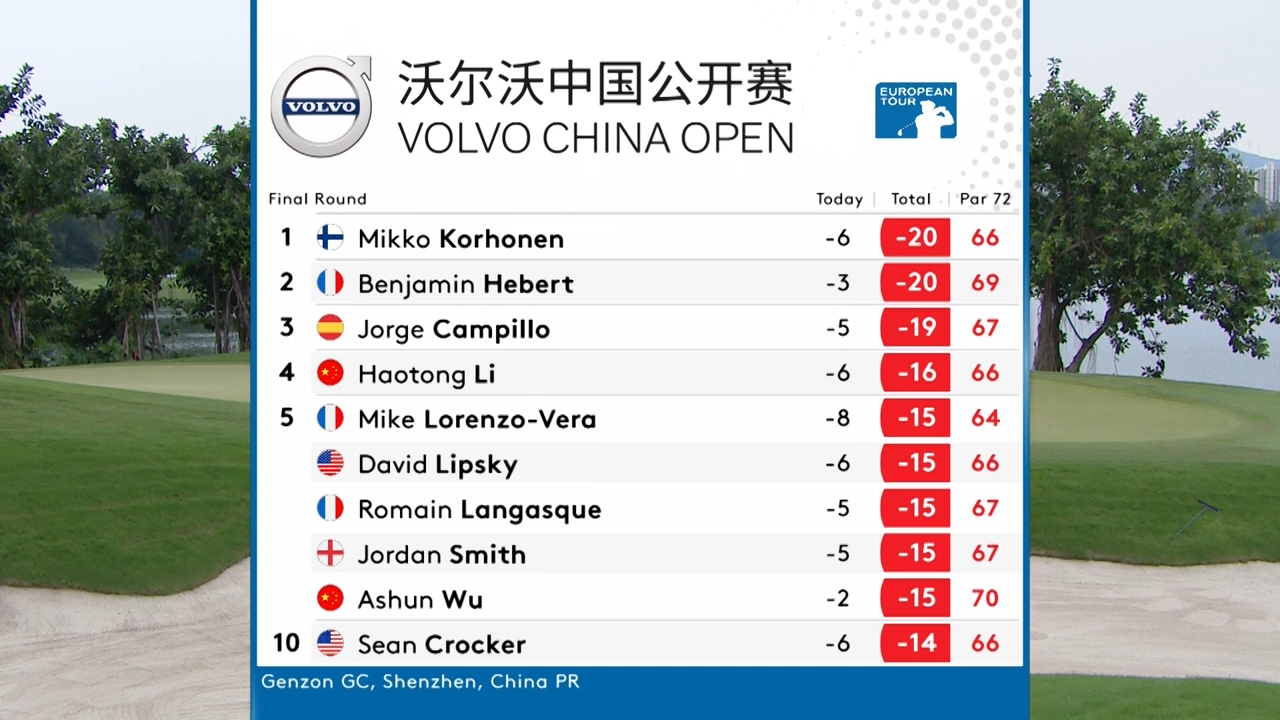 VOLVO
沃尔沃中国公开赛
VOLVO CHINA OPEN
EUROPEAN
TOUR
Final Round Today Total Par 72
1 Mikko Korhonen -6 -20 66
2 Benjamin Hebert -3 -20 69
3 Jorge Campillo -5 -19 67
4 Haotong Li -6 -16 66
5 Mike Lorenzo-Vera -8 -15 64
David Lipsky -6 -15 66
Romain Langasque -5 -15 67
Jordan Smith -5 -15 67
Ashun Wu -2 -15 70
10 Sean Crocker -6 -14 66
Genzon GC, Shenzhen, China PR